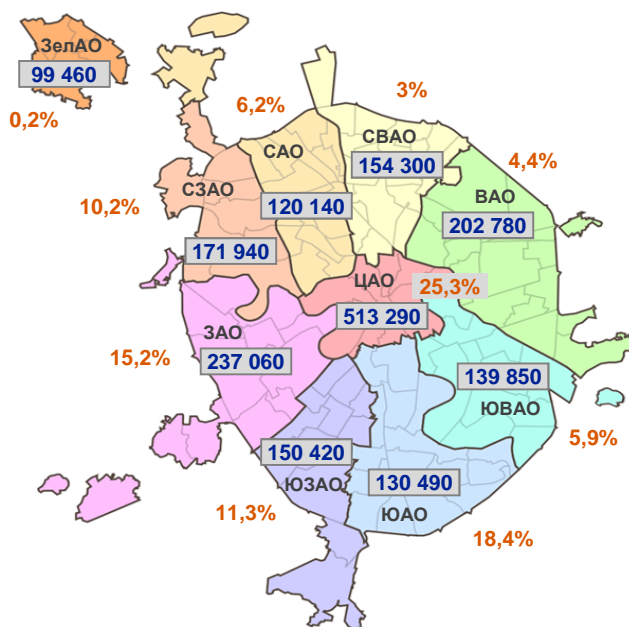 ЗелАО
99 460
0,2%
6,2%
3%
САО
СВАО
154 300
4,4%
СЗАО
10,2%
120 140
ВАО
202 780
171 940
ЦАО
25,3%
513 290
ЗАО
15,2%
237 060
139 850
ЮВАО
5,9%
150 420
ЮЗАО
11,3%
130 490
ЮАО
18,4%